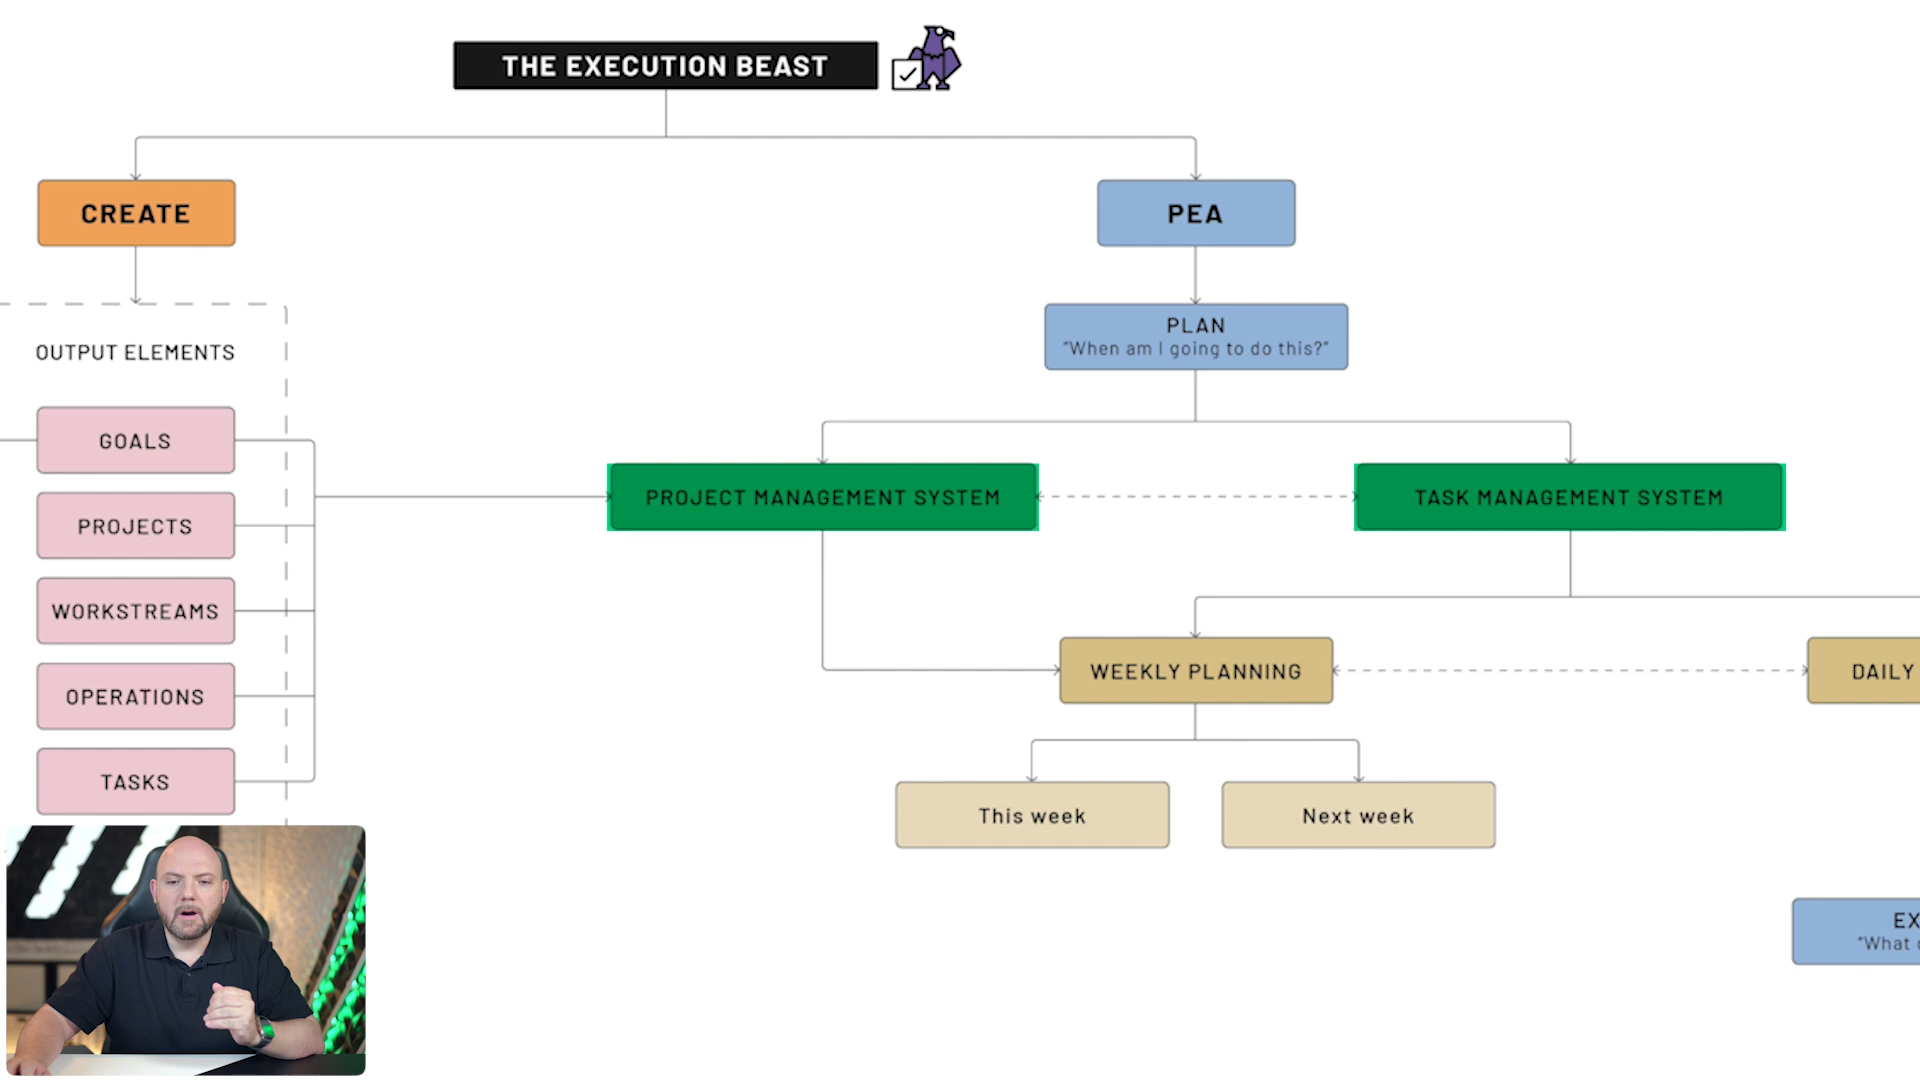 THE EXECUTION BEAST
CREATE
PEA
PLAN
"When am I going to do this?"
OUTPUT ELEMENTS
GOALS
PROJECTS
WORKSTREAMS
OPERATIONS
TASKS
PROJECT MANAGEMENT SYSTEM
TASK MANAGEMENT SYSTEM
WEEKLY PLANNING
DAILY
This week
Next week
EX
"What